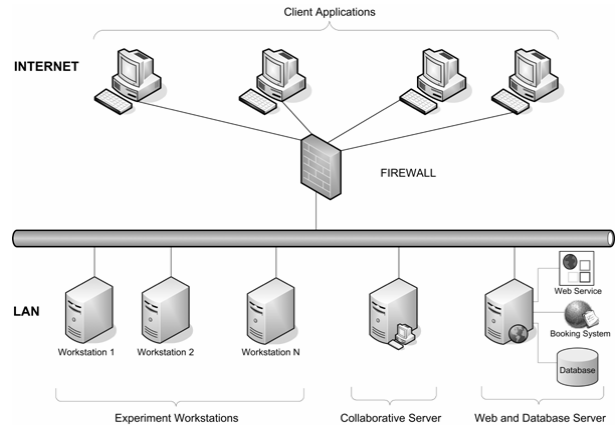 Client Applications
INTERNET
FIREWALL
LAN
Web Service
Booking System
Database
Workstation 1
Workstation 2
Workstation N
Experiment Workstations
Collaborative Server
Web and Database Server